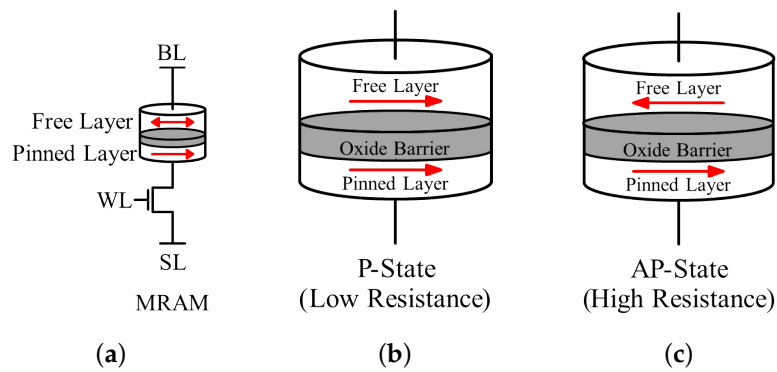 BL
Free Layer
Pinned Layer
WL
SL
MRAM
(a)
Free Layer
Oxide Barrier
Pinned Layer
P-State
(Low Resistance)
(b)
Free Layer
Oxide Barrier
Pinned Layer
AP-State
(High Resistance)
(c)